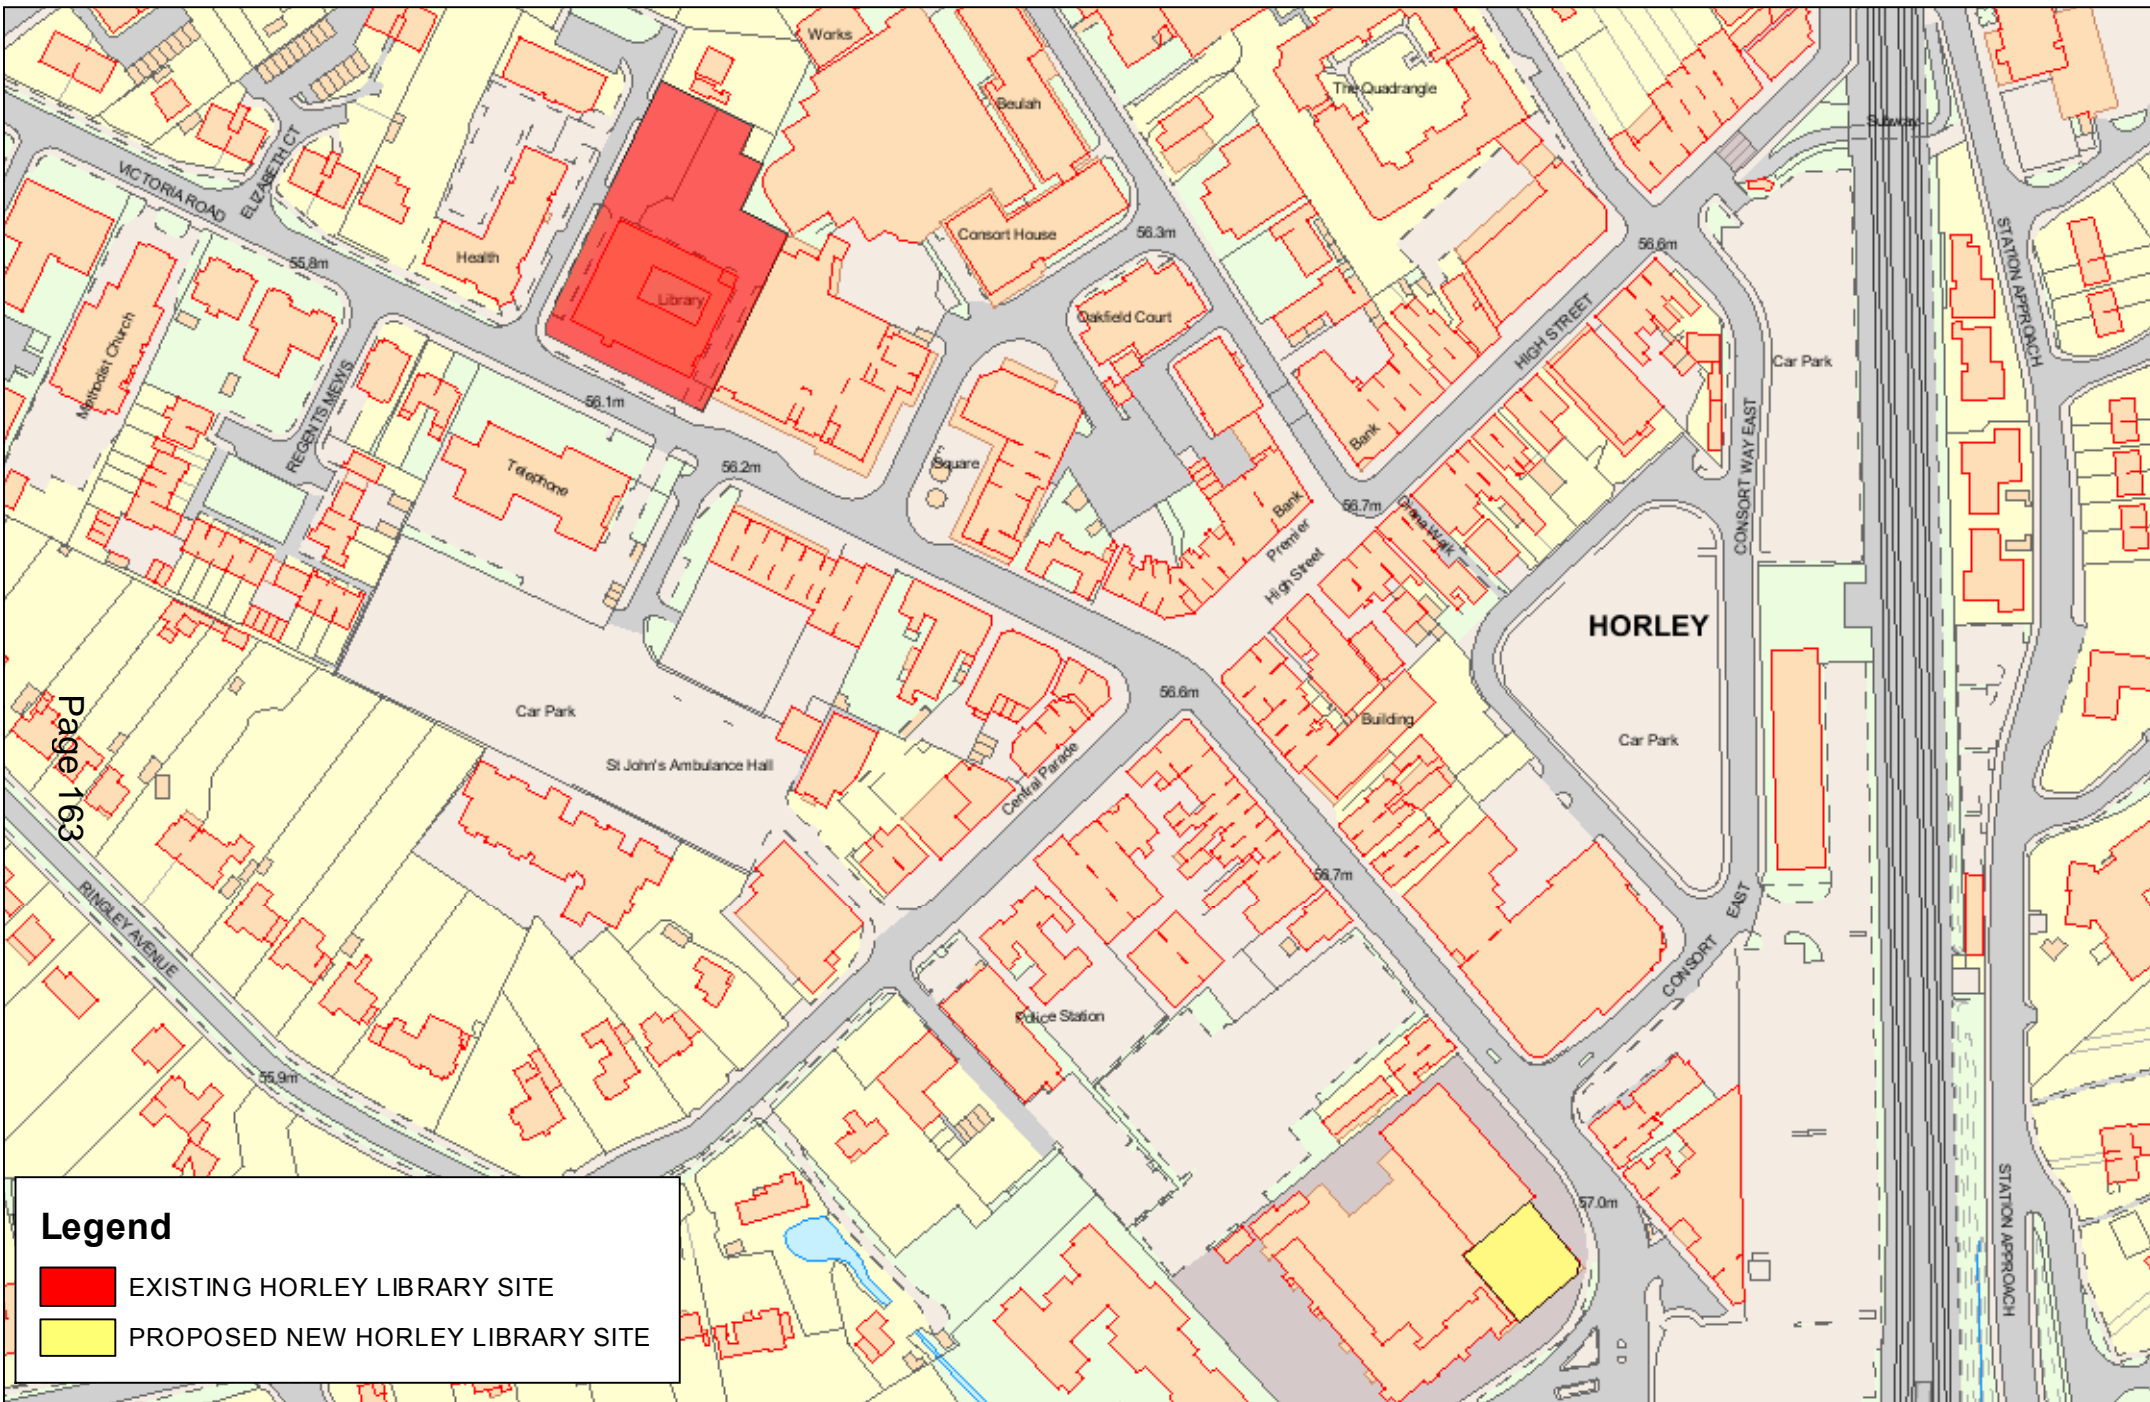 Works
Beulah
The Quadrangle
Subway
VICTORIA ROAD
ELIZABETH CT
Health
55.8m
Library
Consort House
56.3m
56.6m
STATION APPROACH
Methodist Church
REGENTS MEWS
56.1m
Oakfield Court
HIGH STREET
Car Park
Bank
CONSORT WAY EAST
Telephone
56.2m
Square
Bank
Premier
High Street
56.7m
Walk
HORLEY
Page 163
Car Park
St John's Ambulance Hall
Central Parade
56.6m
Building
Car Park
56.7m
RINGLEY AVENUE
55.9m
Police Station
CONSORT
EAST
57.0m
STATION APPROACH
Legend
EXISTING HORLEY LIBRARY SITE
PROPOSED NEW HORLEY LIBRARY SITE